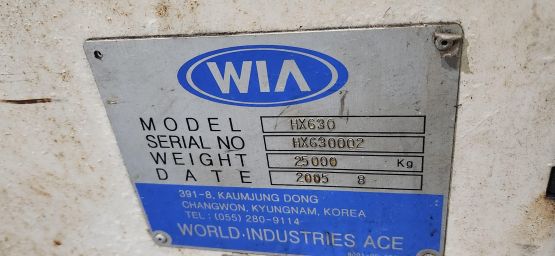 WIA
MODEL HX630
SERIAL NO HX630002
WEIGHT 25000 Kg
DATE 2005 8
391-8, KAUMJUNG DONG
CHANGWON, KYUNGNAM, KOREA
TEL : (055) 280-9114
WORLD·INDUSTRIES ACE